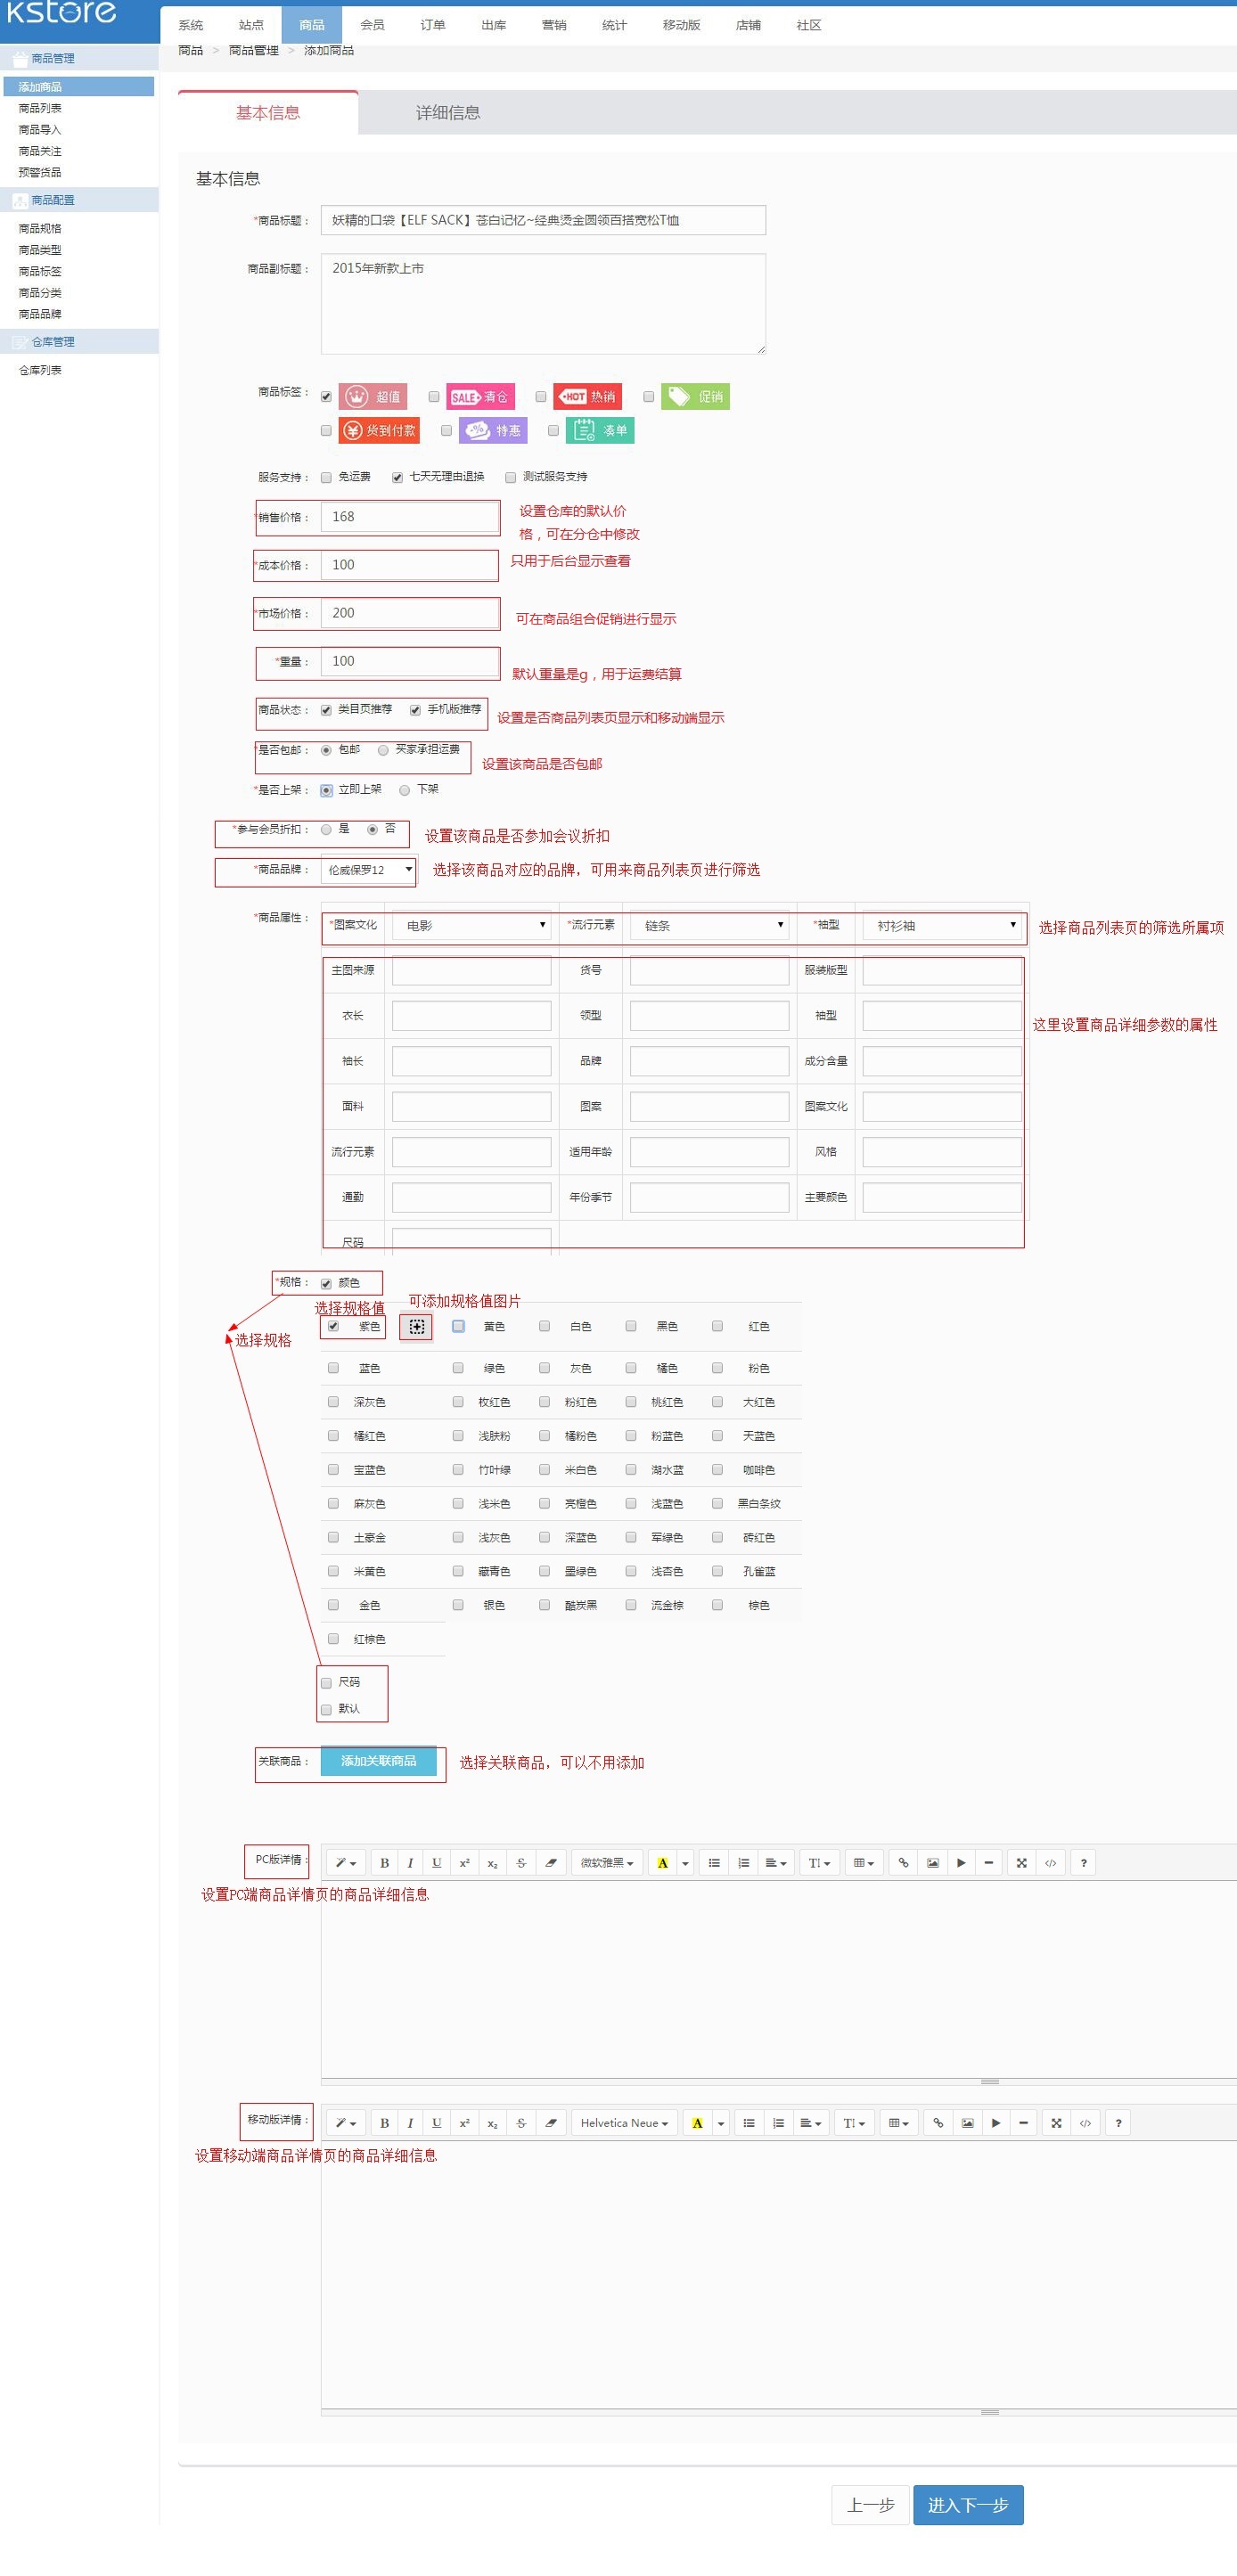 kstore
系统 站点 商品 会员 订单 出库 营销 统计 移动版 店铺 社区
商品 > 商品管理 > 添加商品
商品管理
添加商品
商品列表
商品导入
商品关注
预警货品
商品配置
商品规格
商品类型
商品标签
商品分类
商品品牌
仓库管理
仓库列表
基本信息 详细信息
基本信息
*商品标题： 妖精的口袋【ELF SACK】苍白记忆~经典烫金圆领百搭宽松T恤
商品副标题： 2015年新款上市
商品标签： 超值 SALE 清仓 HOT 热销 促销
货到付款 特惠 凑单
服务支持： 免运费 七天无理由退换 测试服务支持
*销售价格： 168 设置仓库的默认价
格，可在分仓中修改
*成本价格： 100 只用于后台显示查看
*市场价格： 200 可在商品组合促销进行显示
*重量： 100 默认重量是g，用于运费结算
商品状态： 类目页推荐 手机版推荐 设置是否商品列表页显示和移动端显示
*是否包邮： 包邮 买家承担运费 设置该商品是否包邮
*是否上架： 立即上架 下架
*参与会员折扣： 是 否 设置该商品是否参加会议折扣
*商品品牌： 伦威保罗12 选择该商品对应的品牌，可用来商品列表页进行筛选
*商品属性： *图案文化 电影 *流行元素 链条 *袖型 衬衫袖 选择商品列表页的筛选所属项
主图来源 货号 服装版型
衣长 领型 袖型 这里设置商品详细参数的属性
袖长 品牌 成分含量
面料 图案 图案文化
流行元素 适用年龄 风格
通勤 年份季节 主要颜色
尺码
*规格： 颜色
选择规格值 可添加规格值图片
紫色 黄色 白色 黑色 红色
选择规格
蓝色 绿色 灰色 橘色 粉色
深灰色 枚红色 粉红色 桃红色 大红色
橘红色 浅肤粉 橘粉色 粉蓝色 天蓝色
宝蓝色 竹叶绿 米白色 湖水蓝 咖啡色
麻灰色 浅米色 亮橙色 浅蓝色 黑白条纹
土豪金 浅灰色 深蓝色 军绿色 砖红色
米黄色 藏青色 墨绿色 浅杏色 孔雀蓝
金色 银色 酷炭黑 流金棕 棕色
红棕色
尺码
默认
关联商品： 添加关联商品 选择关联商品，可以不用添加
PC版详情： B I U x² x₂ S 微软雅黑 A T! </> ?
设置PC端商品详情页的商品详细信息
移动版详情： B I U x² x₂ S Helvetica Neue A T! </> ?
设置移动端商品详情页的商品详细信息
上一步 进入下一步